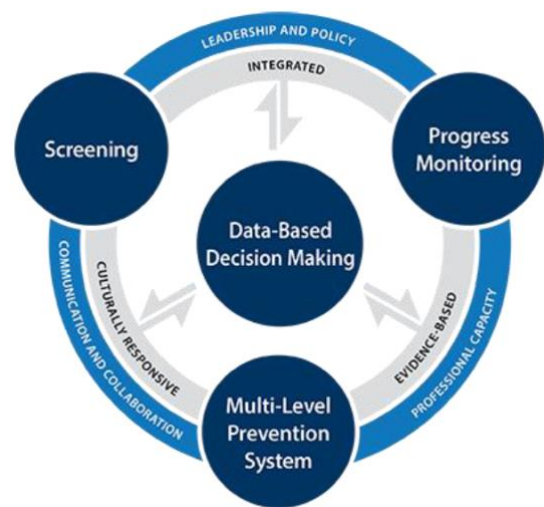 LEADERSHIP AND POLICY
INTEGRATED
Screening
Progress
Monitoring
Data-Based
Decision Making
COMMUNICATION AND COLLABORATION
CULTURALLY RESPONSIVE
EVIDENCE-BASED
PROFESSIONAL CAPACITY
Multi-Level
Prevention
System